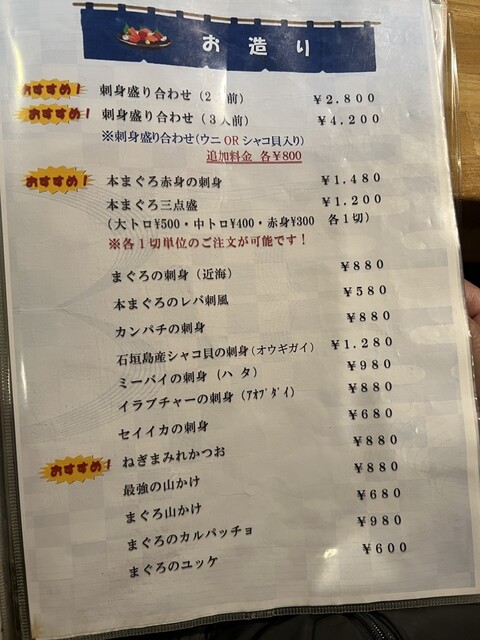 お造り
おすすめ! 刺身盛り合わせ(2 前) ¥2.800
おすすめ! 刺身盛り合わせ(3人前) ¥4.200
※刺身盛り合わせ(ウニ OR シャコ貝入り)
追加料金 各¥800
おすすめ! 本まぐろ赤身の刺身 ¥1.480
本まぐろ三点盛 ¥1.200
(大トロ¥500・中トロ¥400・赤身¥300 各1切)
※各1切単位のご注文が可能です!
まぐろの刺身(近海) ¥880
本まぐろのレバ刺風 ¥580
カンパチの刺身 ¥880
石垣島産シャコ貝の刺身(オウギガイ) ¥1.280
ミーバイの刺身(ハタ) ¥980
イラブチャーの刺身(アオブダイ) ¥880
セイイカの刺身 ¥680
おすすめ! ねぎまみれかつお ¥880
最強の山かけ ¥880
まぐろ山かけ ¥680
まぐろのカルパッチョ ¥980
まぐろのユッケ ¥600